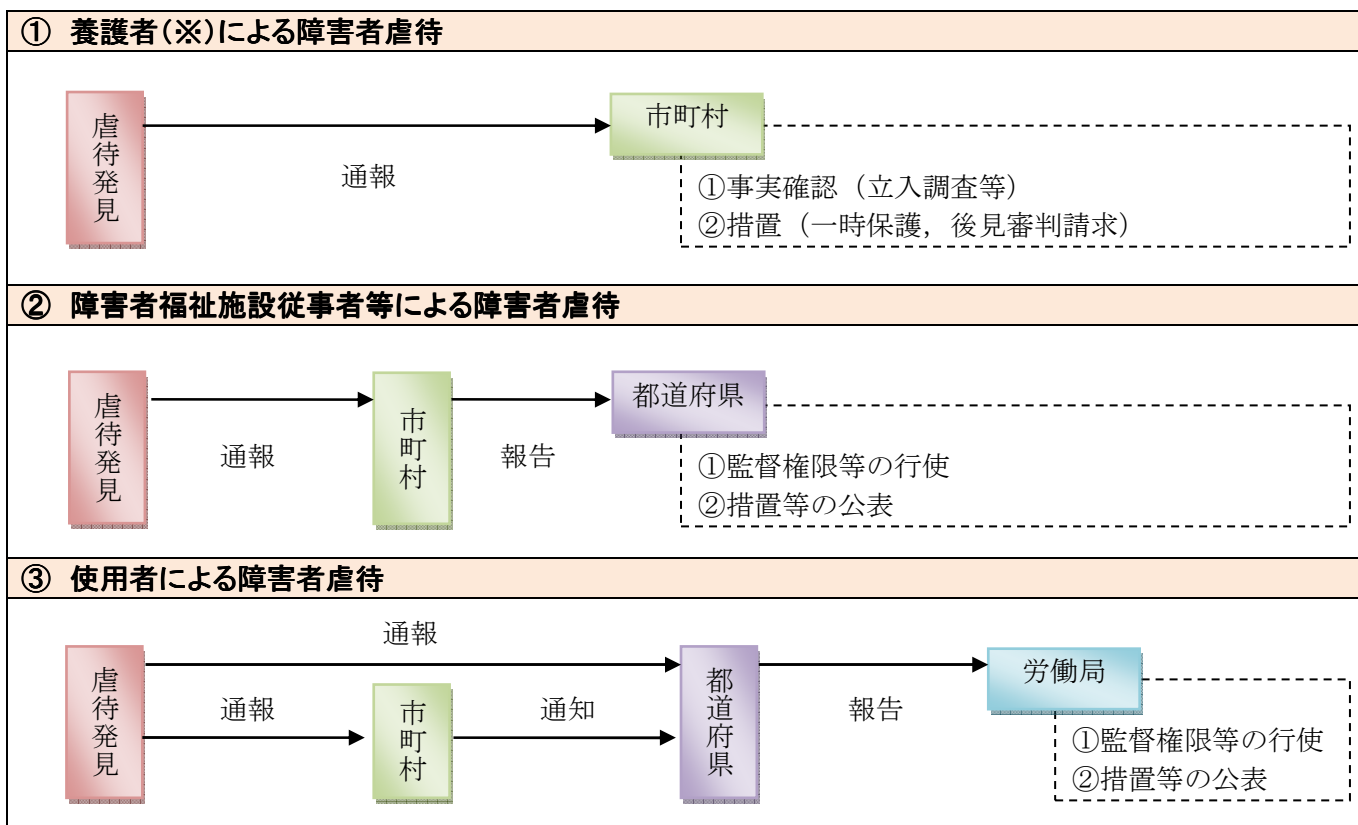 ① 養護者(※)による障害者虐待
虐待発見
通報
市町村
①事実確認（立入調査等）
②措置（一時保護，後見審判請求）
② 障害者福祉施設従事者等による障害者虐待
虐待発見
通報
市町村
報告
都道府県
①監督権限等の行使
②措置等の公表
③ 使用者による障害者虐待
虐待発見
通報
通報
市町村
通知
都道府県
報告
労働局
①監督権限等の行使
②措置等の公表